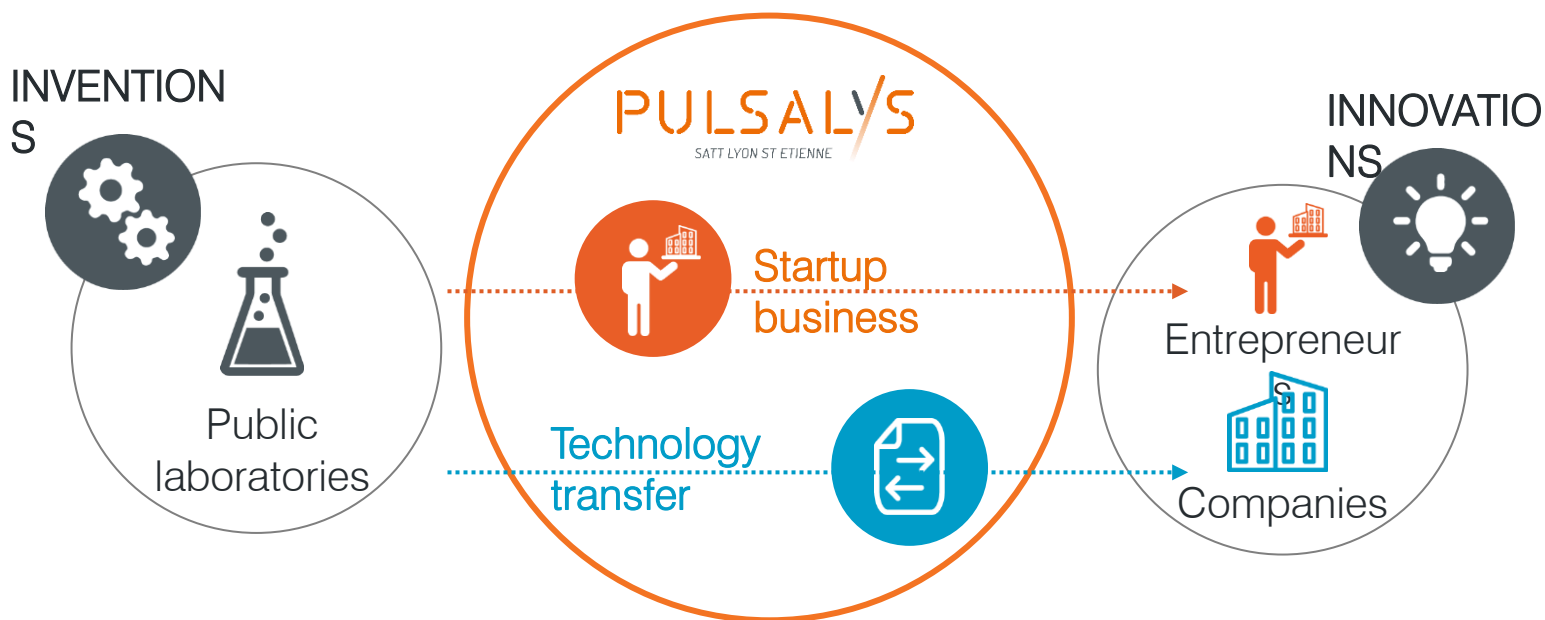 INVENTION
S
Public
laboratories
PULSALYS
SATT LYON ST ETIENNE
Startup
business
Technology
transfer
INNOVATIO
NS
Entrepreneur
s
Companies